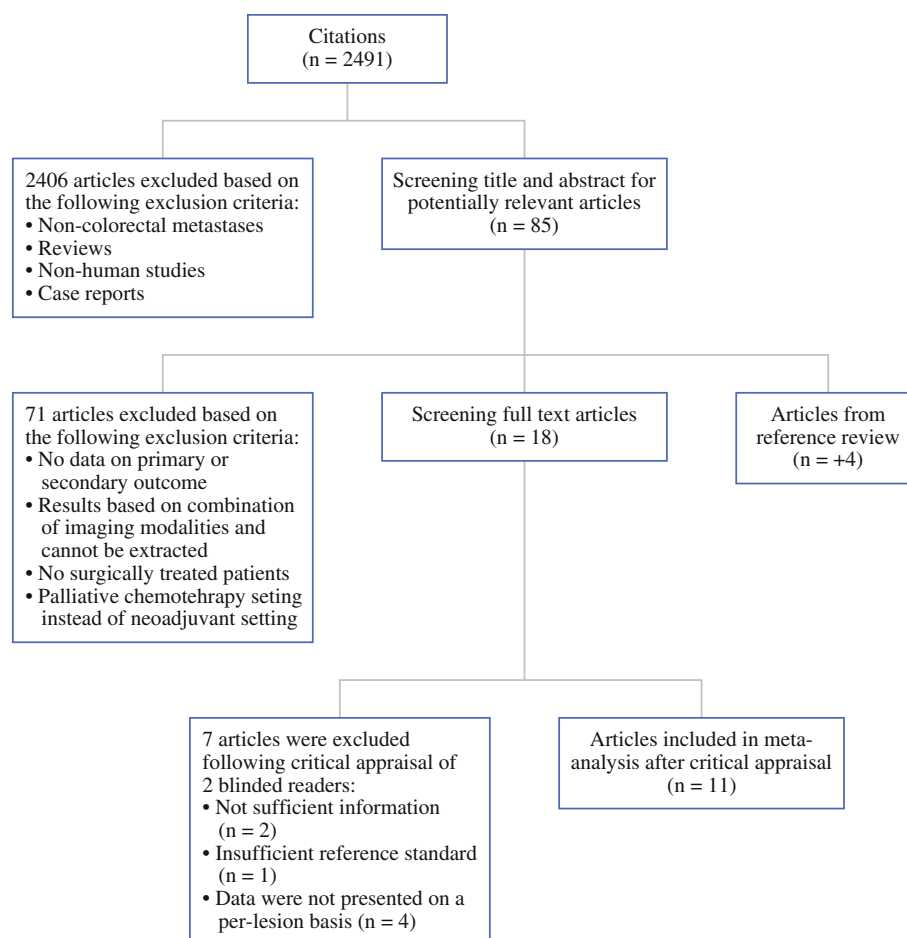 Citations
(n = 2491)
2406 articles excluded based on
the following exclusion criteria:
• Non-colorectal metastases
• Reviews
• Non-human studies
• Case reports
Screening title and abstract for
potentially relevant articles
(n = 85)
71 articles excluded based on
the following exclusion criteria:
• No data on primary or
secondary outcome
• Results based on combination
of imaging modalities and
cannot be extracted
• No surgically treated patients
• Palliative chemotehrapy seting
instead of neoadjuvant setting
Screening full text articles
(n = 18)
Articles from
reference review
(n = +4)
7 articles were excluded
following critical appraisal of
2 blinded readers:
• Not sufficient information
(n = 2)
• Insufficient reference standard
(n = 1)
• Data were not presented on a
per-lesion basis (n = 4)
Articles included in meta-
analysis after critical appraisal
(n = 11)